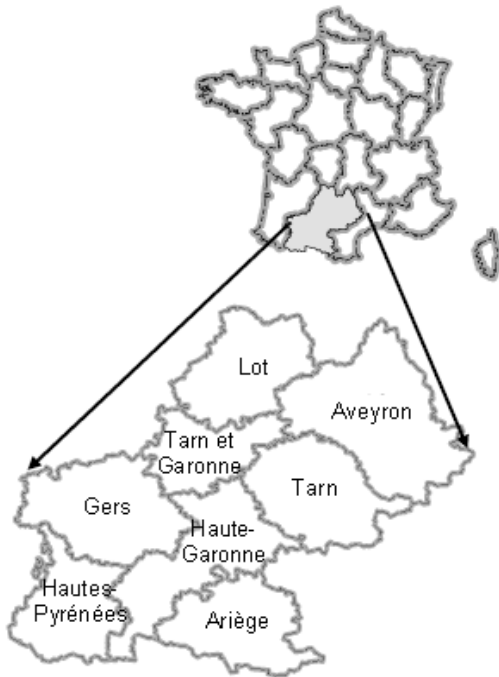 Lot
Aveyron
Tarn et
Garonne
Tarn
Gers
Haute-
Garonne
Hautes-
Pyrénées
Ariège